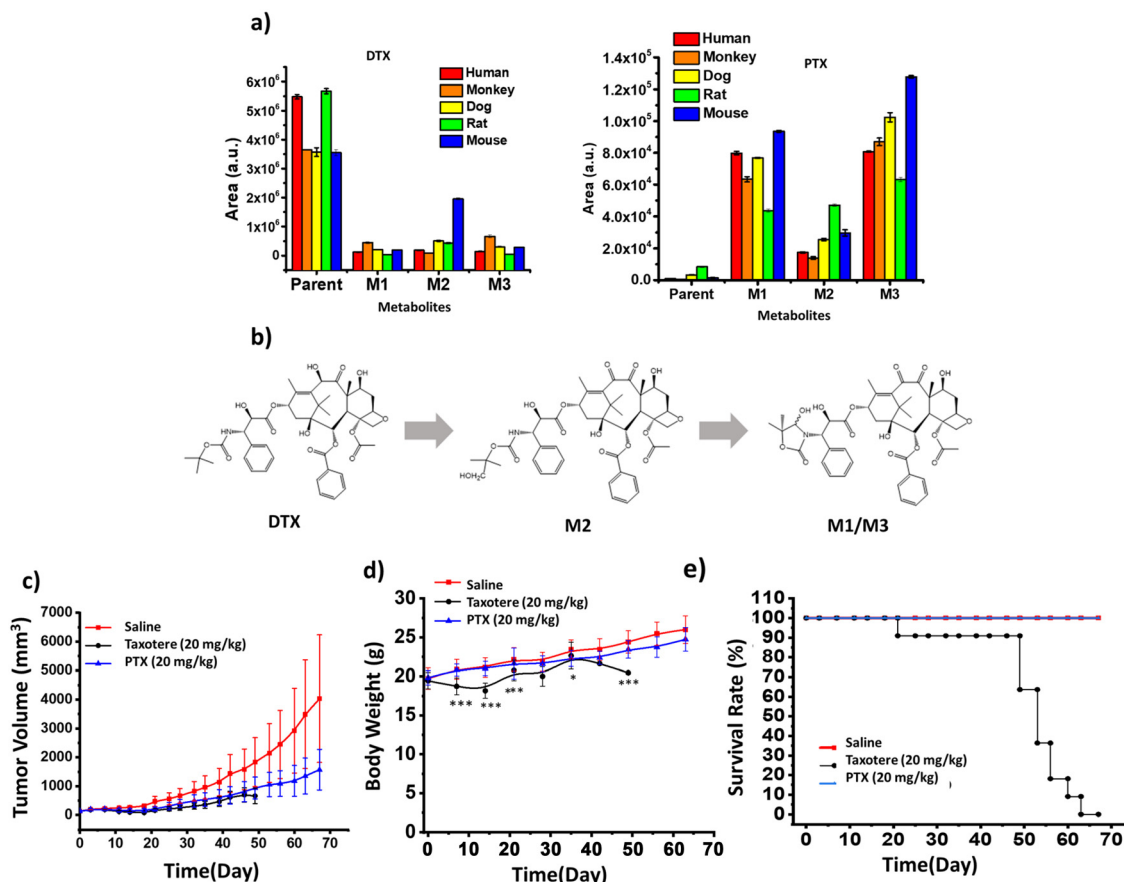 a)
DTX
Human
Monkey
Dog
Rat
Mouse
Area (a.u.)
6x10⁶
5x10⁶
4x10⁶
3x10⁶
2x10⁶
1x10⁶
0
Parent M1 M2 M3
Metabolites
PTX
Human
Monkey
Dog
Rat
Mouse
Area (a.u.)
1.4x10⁵
1.2x10⁵
1.0x10⁵
8.0x10⁴
6.0x10⁴
4.0x10⁴
2.0x10⁴
0.0
Parent M1 M2 M3
Metabolites
b)
DTX
M2
M1/M3
c)
Saline
Taxotere (20 mg/kg)
PTX (20 mg/kg)
Tumor Volume (mm³)
7000
6000
5000
4000
3000
2000
1000
0
0 10 20 30 40 50 60 70
Time(Day)
d)
Saline
Taxotere (20 mg/kg)
PTX (20 mg/kg)
Body Weight (g)
30
25
20
15
10
5
0
*** *** *** * ***
0 10 20 30 40 50 60 70
Time(Day)
e)
Saline
Taxotere (20 mg/kg)
PTX (20 mg/kg)
Survival Rate (%)
110
100
90
80
70
60
50
40
30
20
10
0
0 10 20 30 40 50 60 70
Time(Day)